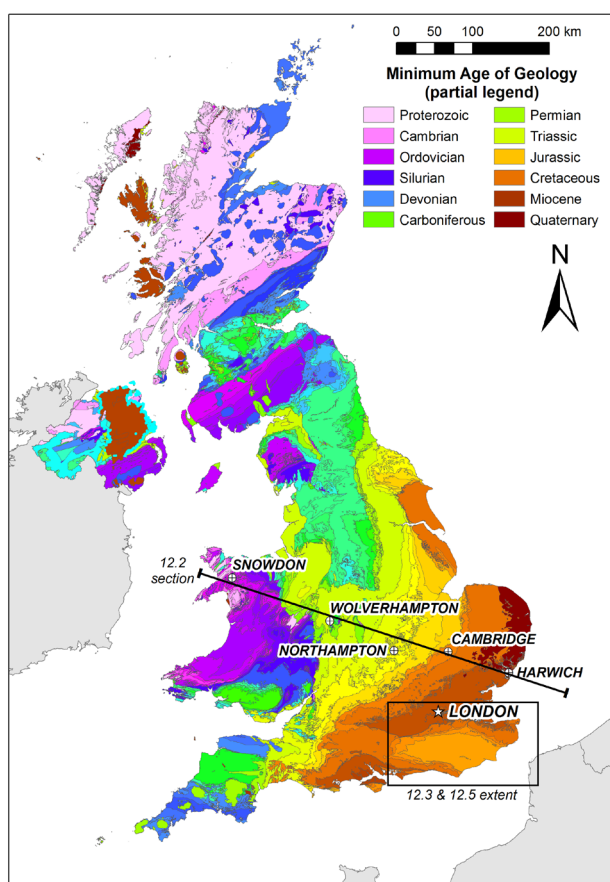 0 50 100 200 km
Minimum Age of Geology
(partial legend)
Proterozoic Permian
Cambrian Triassic
Ordovician Jurassic
Silurian Cretaceous
Devonian Miocene
Carboniferous Quaternary
N
12.2
section
SNOWDON
WOLVERHAMPTON
NORTHAMPTON
CAMBRIDGE
HARWICH
LONDON
12.3 & 12.5 extent